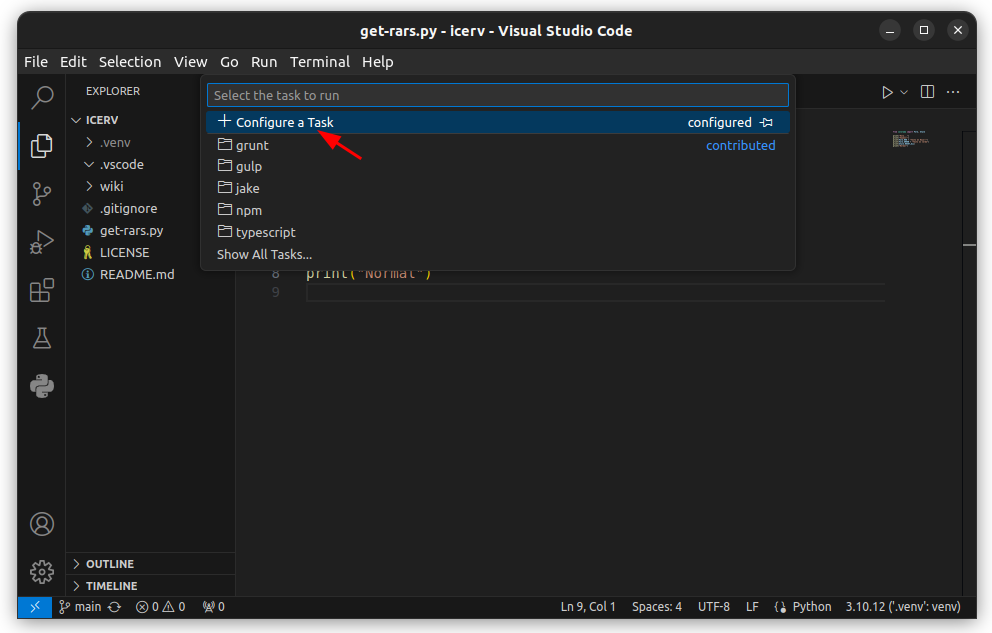 get-rars.py - icerv - Visual Studio Code
File Edit Selection View Go Run Terminal Help
EXPLORER
ICERV
.venv
.vscode
wiki
.gitignore
get-rars.py
LICENSE
README.md
OUTLINE
TIMELINE
Select the task to run
Configure a Task configured
grunt contributed
gulp
jake
npm
typescript
Show All Tasks...
8 print("Normal")
9
main 0 0 0 Ln 9, Col 1 Spaces: 4 UTF-8 LF Python 3.10.12 ('.venv': venv)